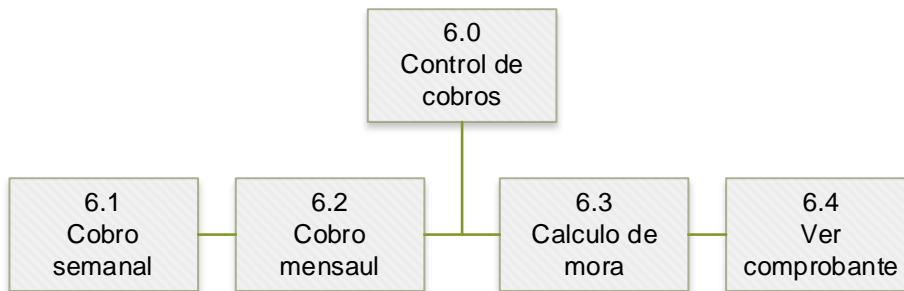 6.0
Control de
cobros
6.1
Cobro
semanal
6.2
Cobro
mensaul
6.3
Calculo de
mora
6.4
Ver
comprobante